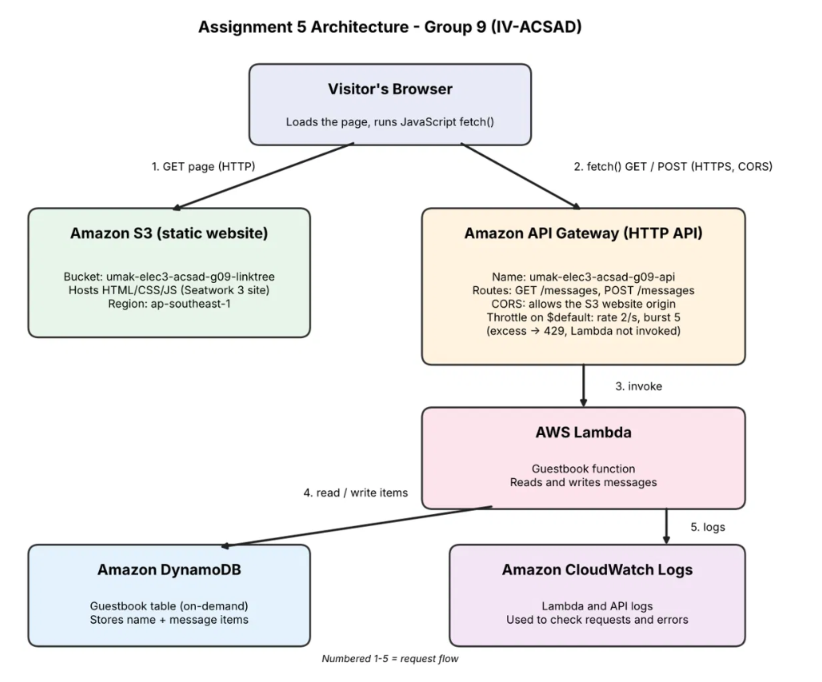 Assignment 5 Architecture - Group 9 (IV-ACSAD)
Visitor's Browser
Loads the page, runs JavaScript fetch()
1. GET page (HTTP)
2. fetch() GET / POST (HTTPS, CORS)
Amazon S3 (static website)
Bucket: umak-elec3-acsad-g09-linktree
Hosts HTML/CSS/JS (Seatwork 3 site)
Region: ap-southeast-1
Amazon API Gateway (HTTP API)
Name: umak-elec3-acsad-g09-api
Routes: GET /messages, POST /messages
CORS: allows the S3 website origin
Throttle on $default: rate 2/s, burst 5
(excess → 429, Lambda not invoked)
3. invoke
AWS Lambda
Guestbook function
Reads and writes messages
4. read / write items
5. logs
Amazon DynamoDB
Guestbook table (on-demand)
Stores name + message items
Amazon CloudWatch Logs
Lambda and API logs
Used to check requests and errors
Numbered 1-5 = request flow